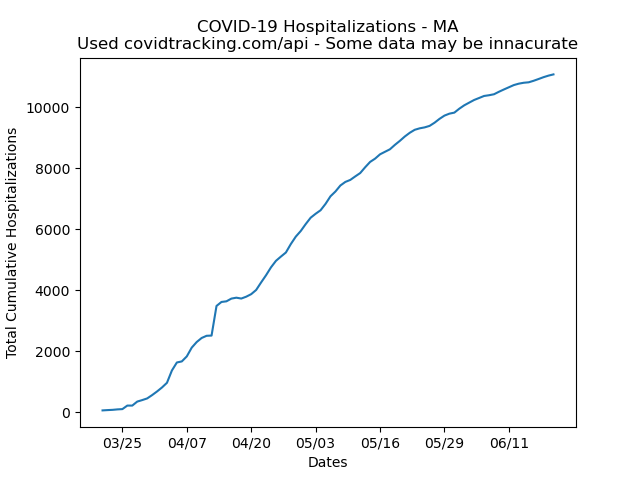 COVID-19 Hospitalizations - MA
Used covidtracking.com/api - Some data may be innacurate
Total Cumulative Hospitalizations
10000
8000
6000
4000
2000
0
03/25 04/07 04/20 05/03 05/16 05/29 06/11
Dates